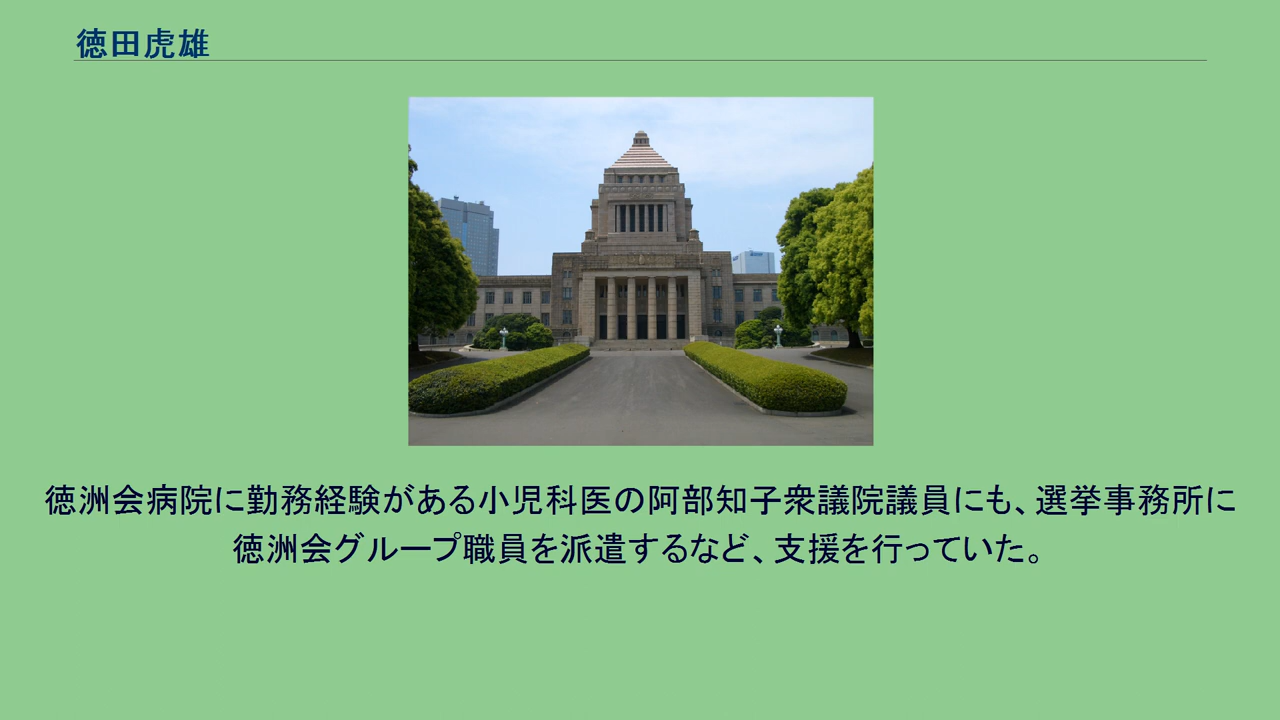 徳田虎雄
徳洲会病院に勤務経験がある小児科医の阿部知子衆議院議員にも、選挙事務所に
徳洲会グループ職員を派遣するなど、支援を行っていた。